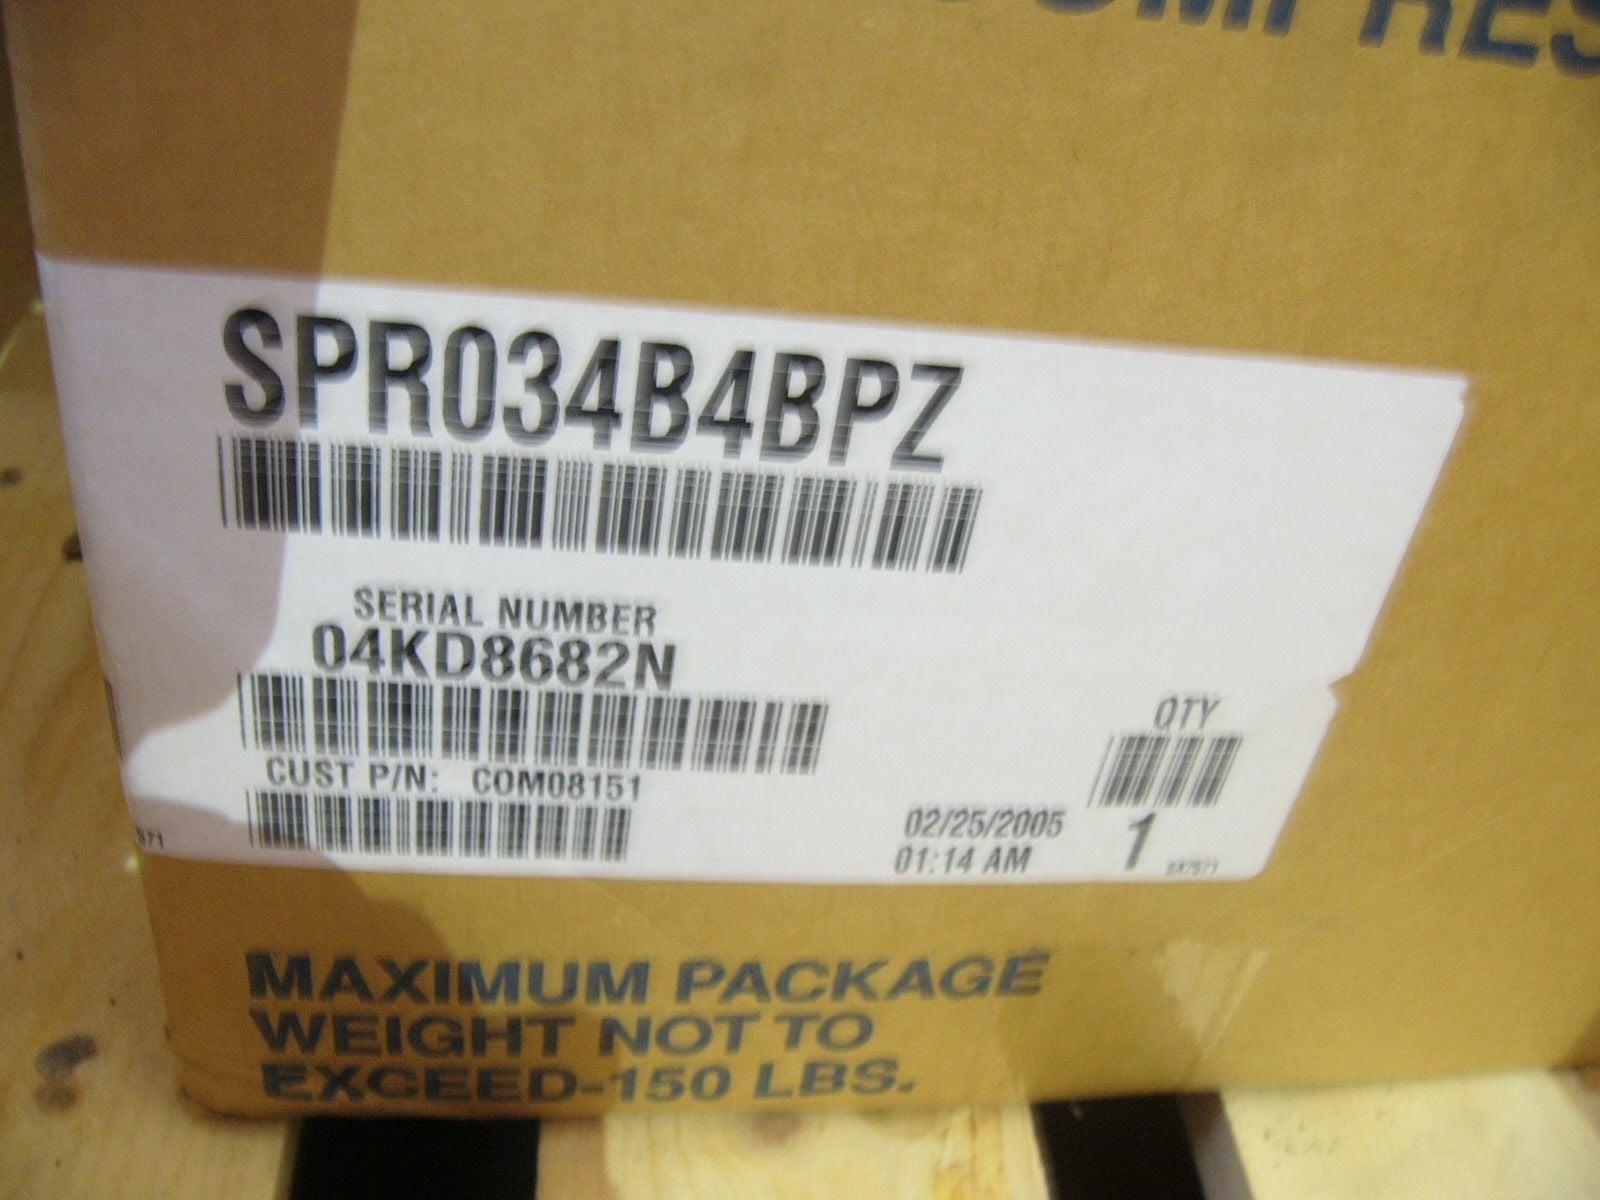 COMPRES
SPR034B4BPZ
SERIAL NUMBER
04KD8682N
QTY
CUST P/N: COM08151
02/25/2005
01:14 AM
1
MAXIMUM PACKAGE
WEIGHT NOT TO
EXCEED-150 LBS.